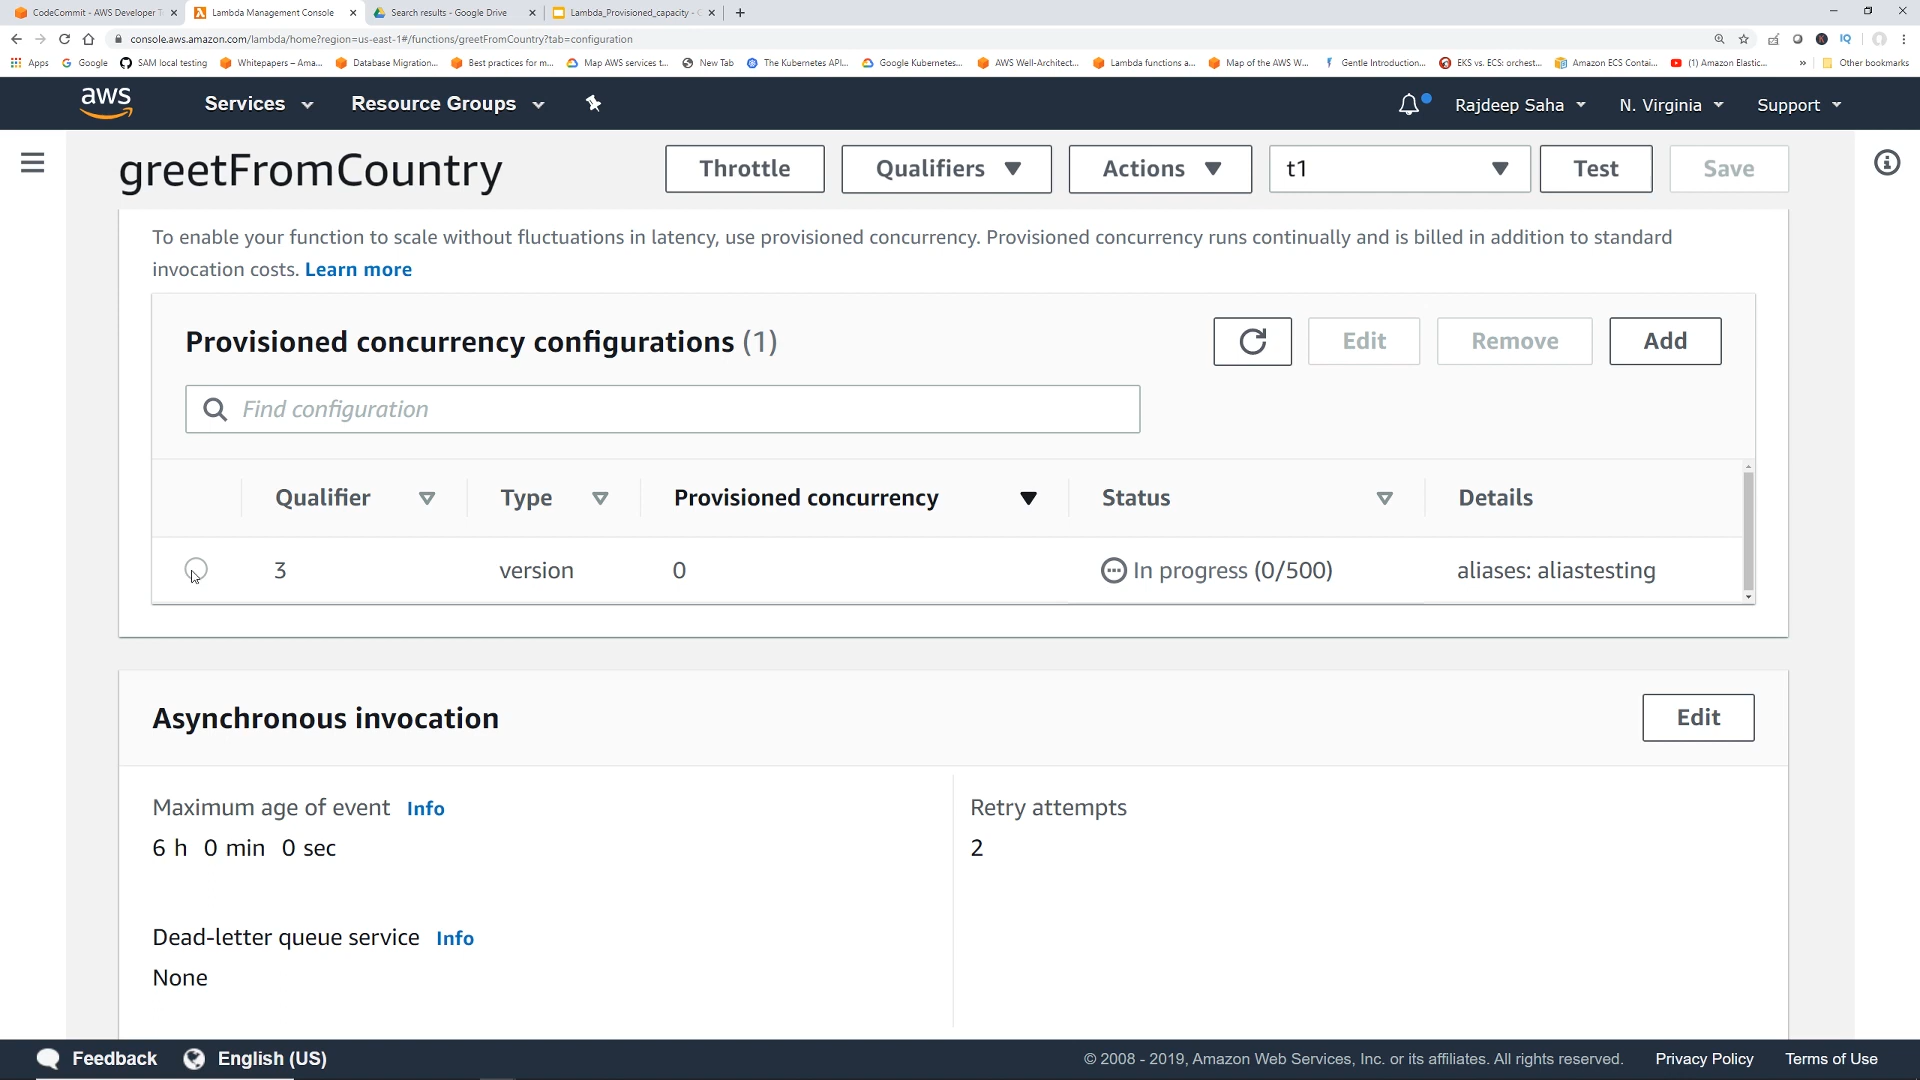 CodeCommit - AWS Developer T
Lambda Management Console
Search results - Google Drive
Lambda_Provisioned_capacity -
console.aws.amazon.com/lambda/home?region=us-east-1#/functions/greetFromCountry?tab=configuration
Apps
Google
SAM local testing
Whitepapers – Ama...
Database Migration...
Best practices for m...
Map AWS services t...
New Tab
The Kubernetes API...
Google Kubernetes...
AWS Well-Architect...
Lambda functions a...
Map of the AWS W...
Gentle Introduction...
EKS vs. ECS: orchest...
Amazon ECS Contai...
(1) Amazon Elastic...
»
Other bookmarks
aws
Services
Resource Groups
Rajdeep Saha
N. Virginia
Support
greetFromCountry
Throttle
Qualifiers
Actions
t1
Test
Save
To enable your function to scale without fluctuations in latency, use provisioned concurrency. Provisioned concurrency runs continually and is billed in addition to standard
invocation costs. Learn more
Provisioned concurrency configurations (1)
Edit
Remove
Add
Find configuration
Qualifier
Type
Provisioned concurrency
Status
Details
3
version
0
In progress (0/500)
aliases: aliastesting
Asynchronous invocation
Edit
Maximum age of event Info
6 h 0 min 0 sec
Retry attempts
2
Dead-letter queue service Info
None
Feedback
English (US)
© 2008 - 2019, Amazon Web Services, Inc. or its affiliates. All rights reserved.
Privacy Policy
Terms of Use